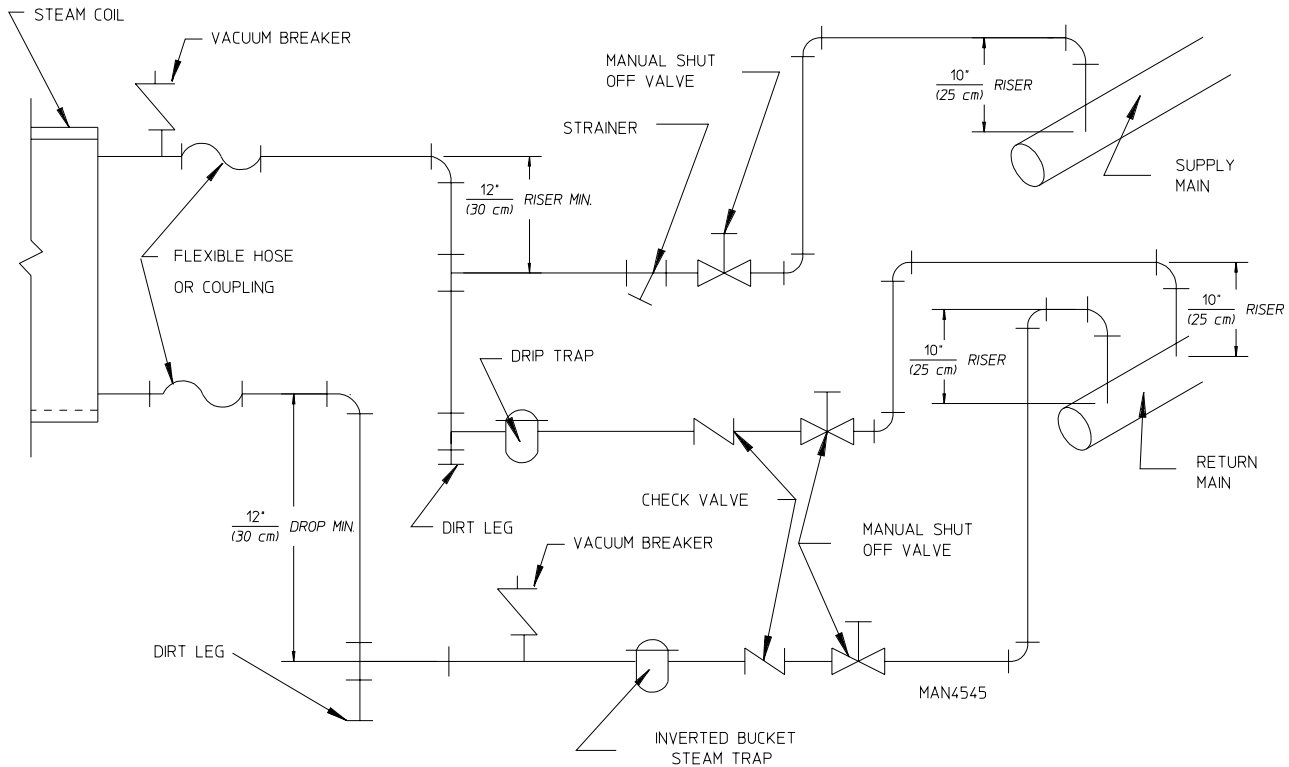 STEAM COIL
VACUUM BREAKER
MANUAL SHUT
OFF VALVE
10"
(25 cm) RISER
STRAINER
SUPPLY
MAIN
12"
(30 cm) RISER MIN.
FLEXIBLE HOSE
OR COUPLING
10"
(25 cm) RISER
10"
(25 cm) RISER
DRIP TRAP
RETURN
MAIN
CHECK VALVE
DIRT LEG
12"
(30 cm) DROP MIN.
MANUAL SHUT
OFF VALVE
VACUUM BREAKER
DIRT LEG
MAN4545
INVERTED BUCKET
STEAM TRAP